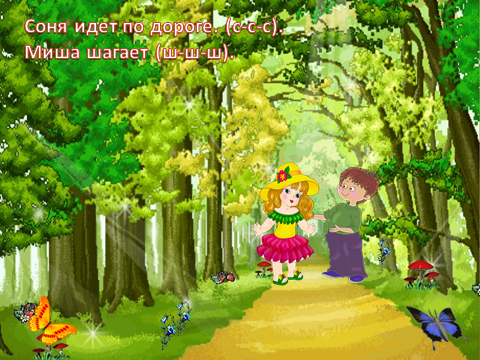 Соня идет по дороге. (с-с-с).
Миша шагает (ш-ш-ш).